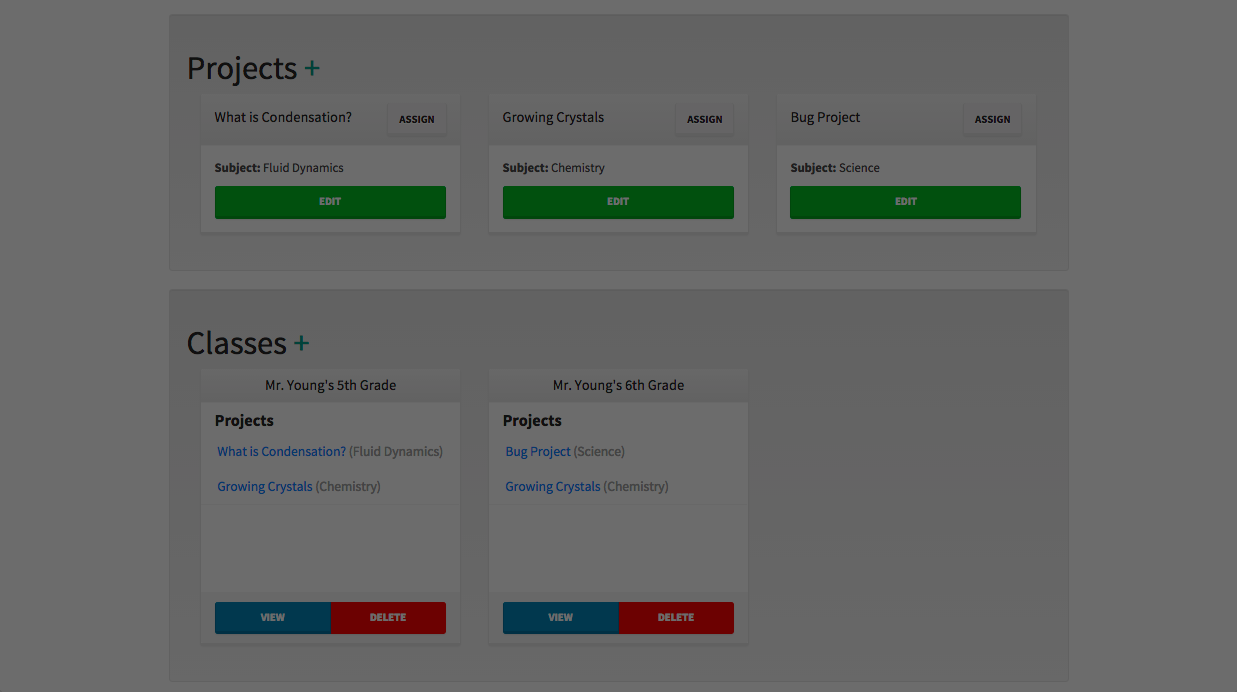 Projects +
What is Condensation? ASSIGN
Subject: Fluid Dynamics
EDIT
Growing Crystals ASSIGN
Subject: Chemistry
EDIT
Bug Project ASSIGN
Subject: Science
EDIT
Classes +
Mr. Young's 5th Grade
Projects
What is Condensation? (Fluid Dynamics)
Growing Crystals (Chemistry)
VIEW DELETE
Mr. Young's 6th Grade
Projects
Bug Project (Science)
Growing Crystals (Chemistry)
VIEW DELETE